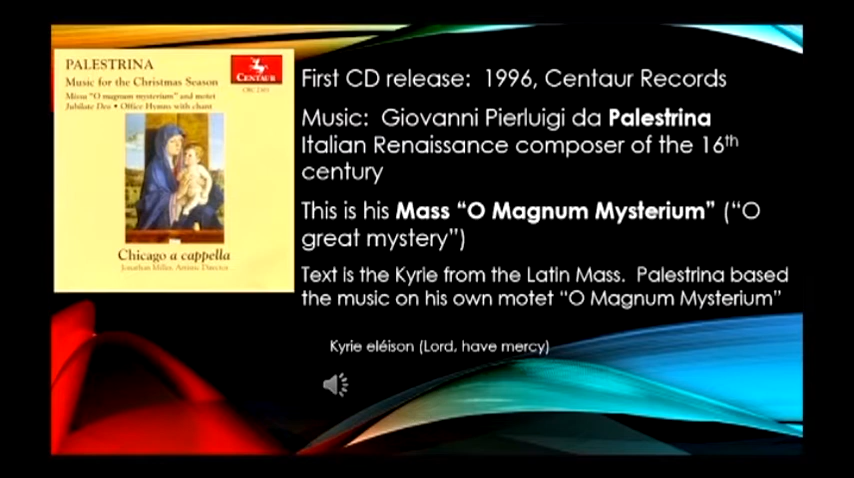 PALESTRINA
Music for the Christmas Season
Missa "O magnum mysterium" and motet
Jubilate Deo • Office Hymns with chant
CENTAUR
Chicago a cappella
Jonathan Miller, Artistic Director
First CD release: 1996, Centaur Records
Music: Giovanni Pierluigi da Palestrina
Italian Renaissance composer of the 16th
century
This is his Mass “O Magnum Mysterium” (“O
great mystery”)
Text is the Kyrie from the Latin Mass. Palestrina based
the music on his own motet “O Magnum Mysterium”
Kyrie eléison (Lord, have mercy)